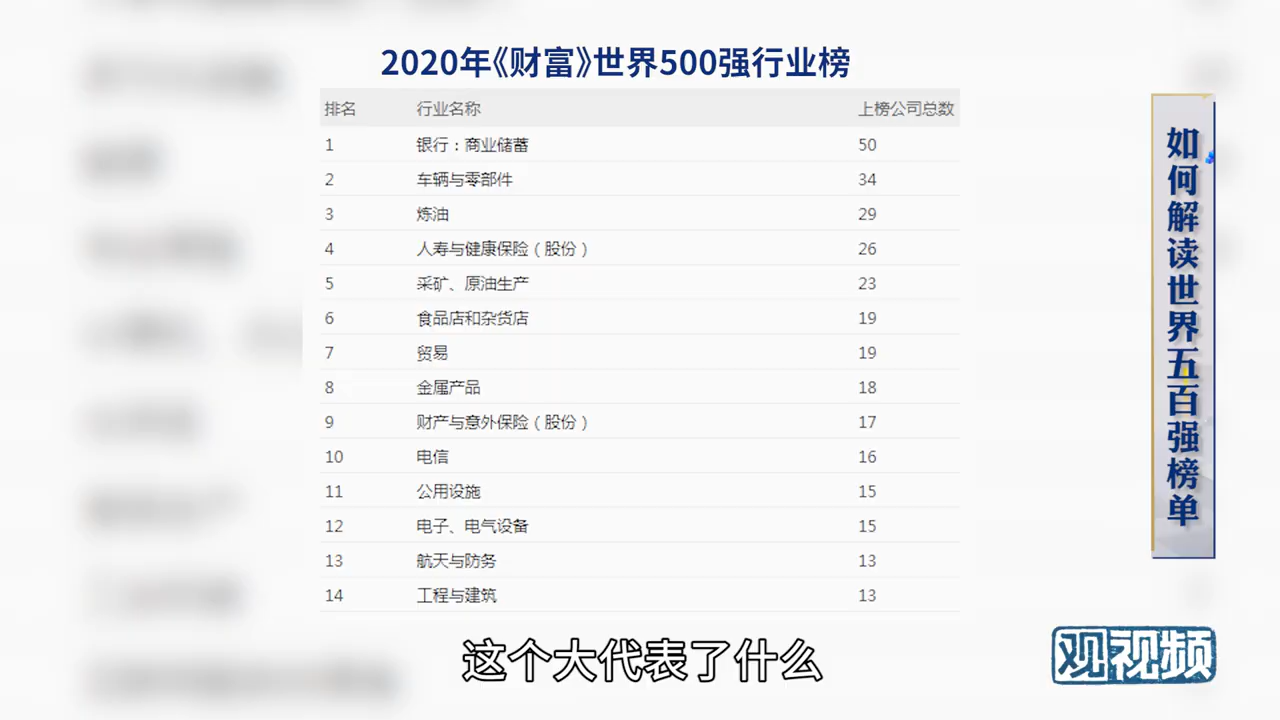 2020年《财富》世界500强行业榜
排名 行业名称 上榜公司总数
1 银行：商业储蓄 50
2 车辆与零部件 34
3 炼油 29
4 人寿与健康保险（股份） 26
5 采矿、原油生产 23
6 食品店和杂货店 19
7 贸易 19
8 金属产品 18
9 财产与意外保险（股份） 17
10 电信 16
11 公用设施 15
12 电子、电气设备 15
13 航天与防务 13
14 工程与建筑 13
如何解读世界五百强榜单
这个大代表了什么
观视频